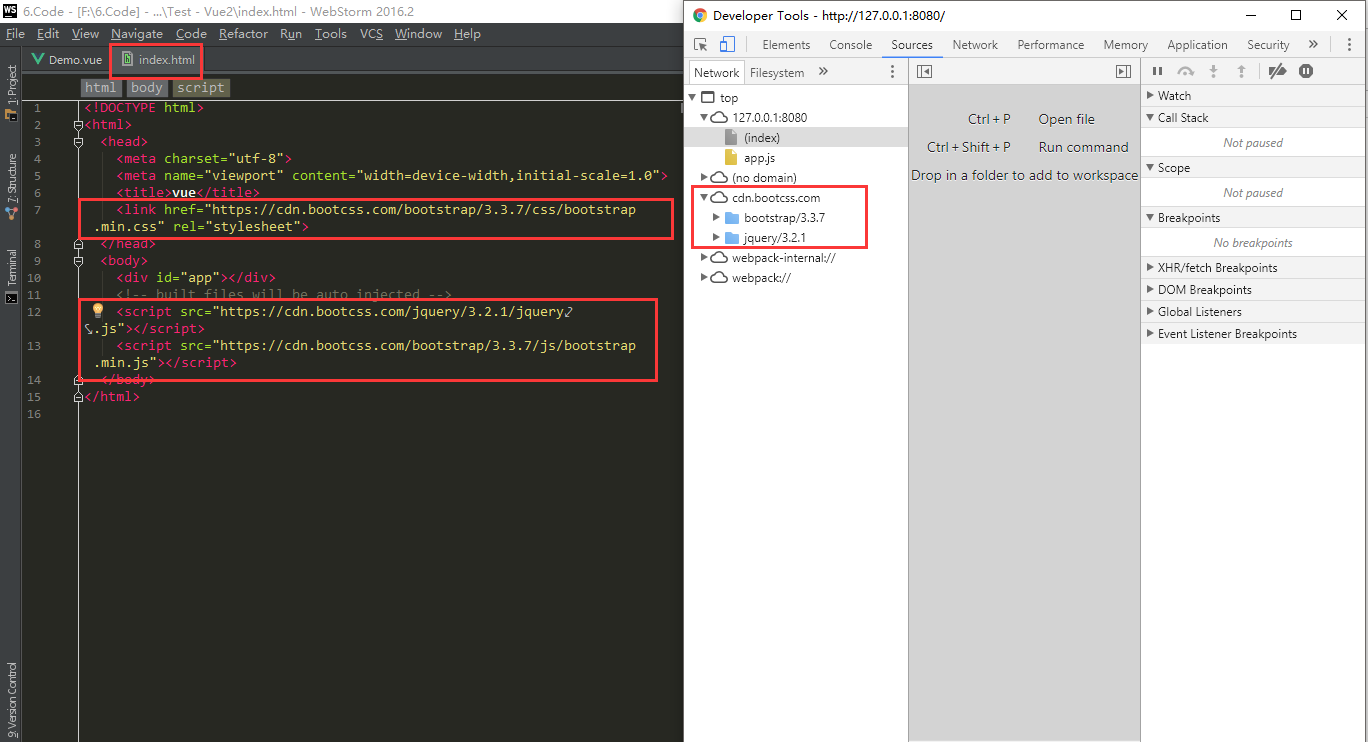 WS 6.Code - [F:\6.Code] - ...\Test - Vue2\index.html - WebStorm 2016.2
File Edit View Navigate Code Refactor Run Tools VCS Window Help
Demo.vue index.html
html body script
1: Project
7: Structure
Terminal
9: Version Control
1 <!DOCTYPE html>
2 <html>
3 <head>
4 <meta charset="utf-8">
5 <meta name="viewport" content="width=device-width,initial-scale=1.0">
6 <title>vue</title>
7 <link href="https://cdn.bootcss.com/bootstrap/3.3.7/css/bootstrap
.min.css" rel="stylesheet">
8 </head>
9 <body>
10 <div id="app"></div>
11 <!-- built files will be auto injected -->
12 <script src="https://cdn.bootcss.com/jquery/3.2.1/jquery
.js"></script>
13 <script src="https://cdn.bootcss.com/bootstrap/3.3.7/js/bootstrap
.min.js"></script>
14 </body>
15 </html>
16
Developer Tools - http://127.0.0.1:8080/
Elements Console Sources Network Performance Memory Application Security »
Network Filesystem »
top
127.0.0.1:8080
(index)
app.js
(no domain)
cdn.bootcss.com
bootstrap/3.3.7
jquery/3.2.1
webpack-internal://
webpack://
Ctrl + P Open file
Ctrl + Shift + P Run command
Drop in a folder to add to workspace
Watch
Call Stack
Not paused
Scope
Not paused
Breakpoints
No breakpoints
XHR/fetch Breakpoints
DOM Breakpoints
Global Listeners
Event Listener Breakpoints